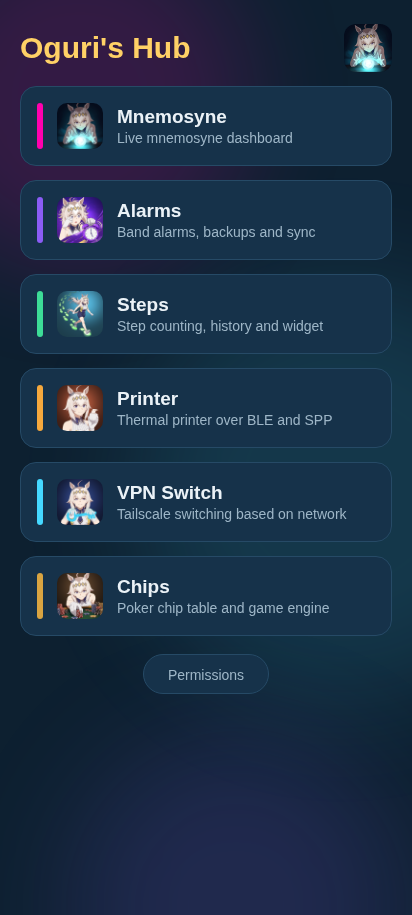 Oguri's Hub
Mnemosyne
Live mnemosyne dashboard
Alarms
Band alarms, backups and sync
Steps
Step counting, history and widget
Printer
Thermal printer over BLE and SPP
VPN Switch
Tailscale switching based on network
Chips
Poker chip table and game engine
Permissions